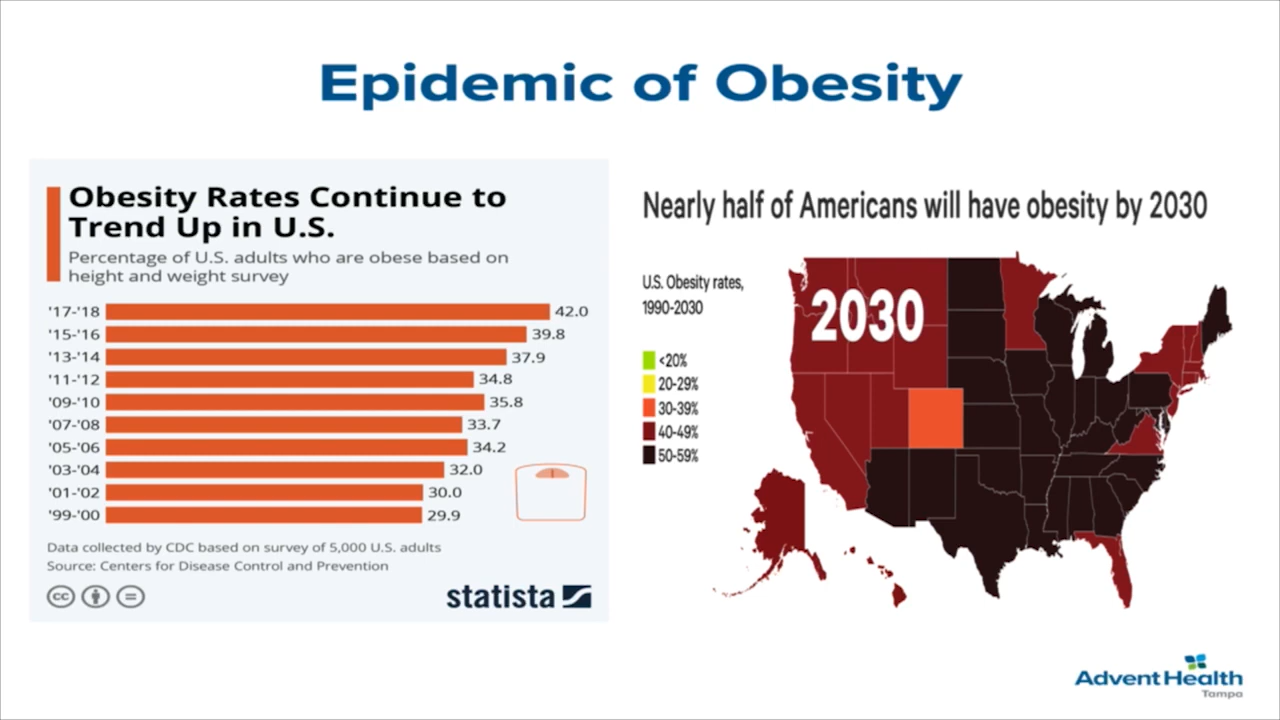 Epidemic of Obesity
Obesity Rates Continue to
Trend Up in U.S.
Percentage of U.S. adults who are obese based on
height and weight survey
'17-'18 42.0
'15-'16 39.8
'13-'14 37.9
'11-'12 34.8
'09-'10 35.8
'07-'08 33.7
'05-'06 34.2
'03-'04 32.0
'01-'02 30.0
'99-'00 29.9
Data collected by CDC based on survey of 5,000 U.S. adults
Source: Centers for Disease Control and Prevention
cc
statista
Nearly half of Americans will have obesity by 2030
U.S. Obesity rates,
1990-2030
2030
<20%
20-29%
30-39%
40-49%
50-59%
AdventHealth
Tampa